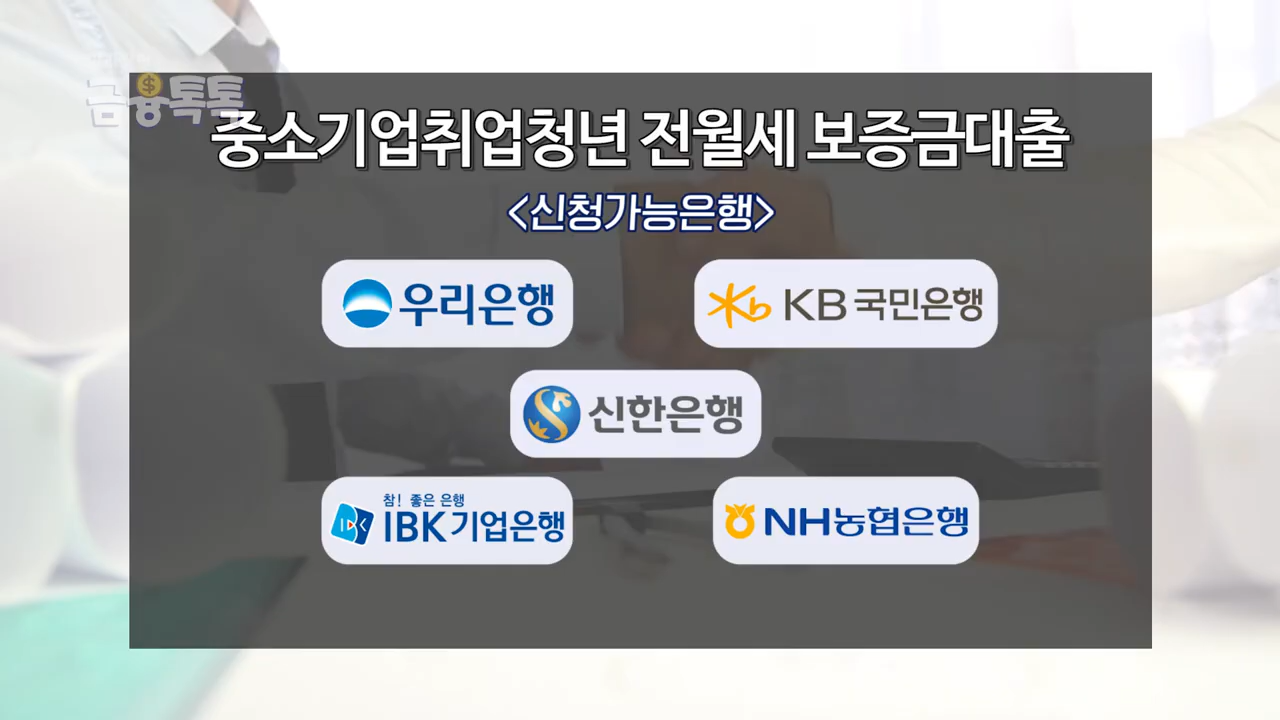 금융톡톡
중소기업취업청년 전월세 보증금대출
<신청가능은행>
우리은행
KB 국민은행
신한은행
참! 좋은 은행
IBK기업은행
NH농협은행